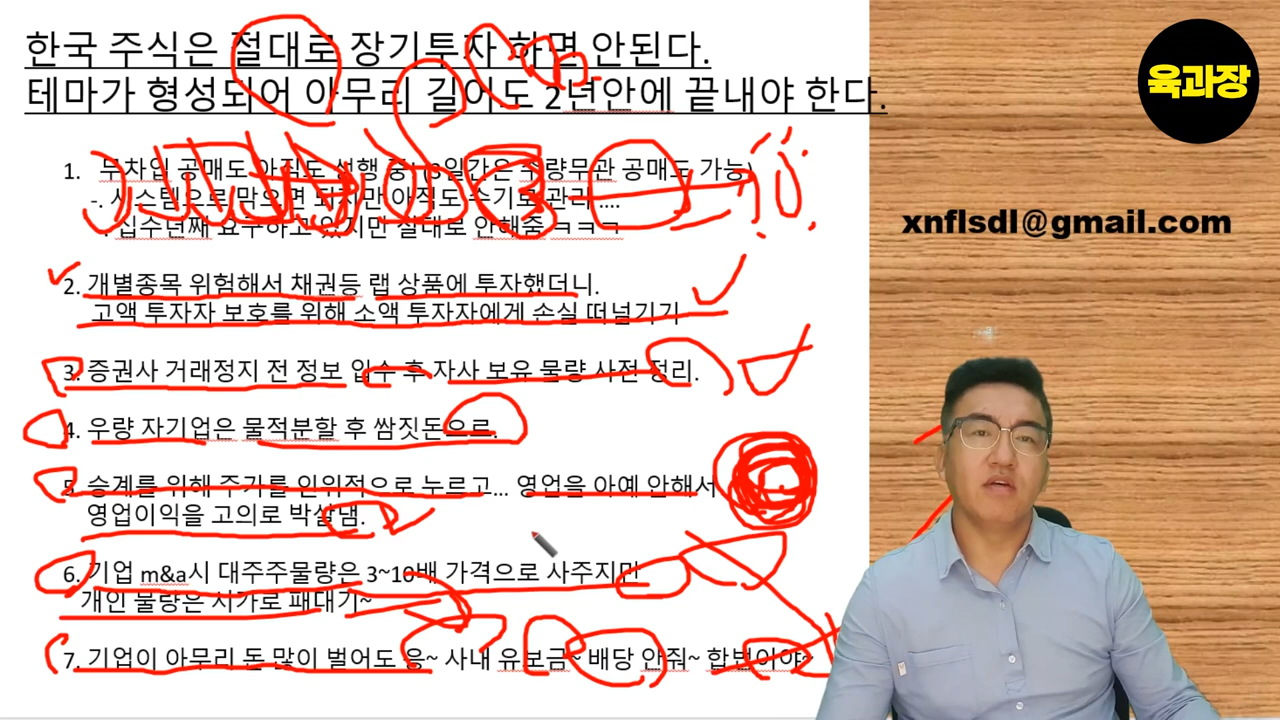 한국 주식은 절대로 장기투자 하면 안된다.
테마가 형성되어 아무리 길어도 2년안에 끝내야 한다.
육과장
1. 무차입 공매도 아직도 성행 중! (3일간은 수량무관 공매도 가능)
-. 시스템으로 막으면 되지만 아직도 수기로 관리 ....
-. 십수년째 요구하고 있지만 절대로 안해줌 ㅋㅋㅋ
xnflsdl@gmail.com
2. 개별종목 위험해서 채권등 랩 상품에 투자했더니.
고액 투자자 보호를 위해 소액 투자자에게 손실 떠넘기기
3. 증권사 거래정지 전 정보 입수 후 자사 보유 물량 사전 정리.
4. 우량 자기업은 물적분할 후 쌈짓돈으르.
5. 승계를 위해 주가를 인위적으로 누르고... 영업을 아예 안해서
영업이익을 고의로 박살냄.
6. 기업 m&a시 대주주물량은 3~10배 가격으로 사주지만
개인 물량은 시가로 패대기~
7. 기업이 아무리 돈 많이 벌어도 응~ 사내 유보금~ 배당 안줘~ 합병이야~